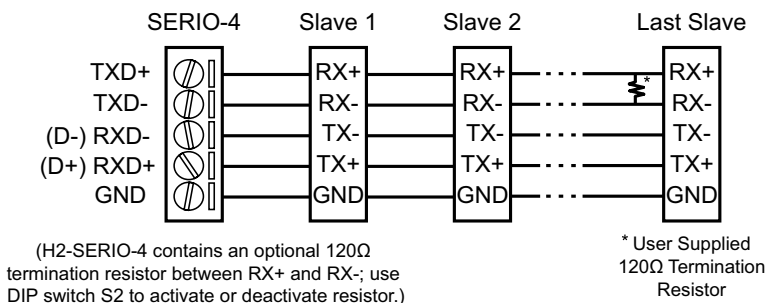 SERIO-4 Slave 1 Slave 2 Last Slave
TXD+ RX+ RX+ * RX+
TXD- RX- RX- RX-
(D-) RXD- TX- TX- TX-
(D+) RXD+ TX+ TX+ TX+
GND GND GND GND
(H2-SERIO-4 contains an optional 120Ω
termination resistor between RX+ and RX-; use
DIP switch S2 to activate or deactivate resistor.)
* User Supplied
120Ω Termination
Resistor